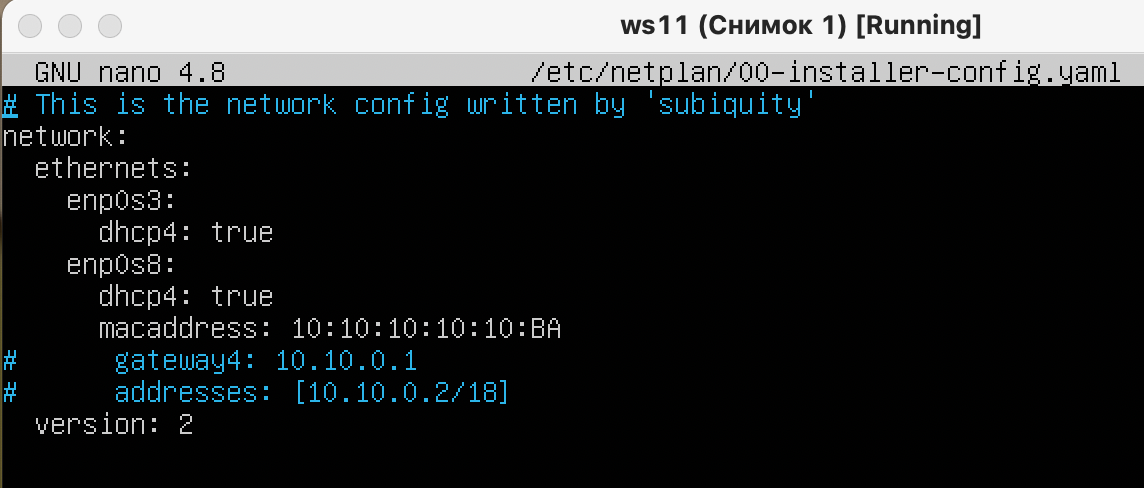 ws11 (Снимок 1) [Running]
GNU nano 4.8 /etc/netplan/00-installer-config.yaml
# This is the network config written by 'subiquity'
network:
  ethernets:
    enp0s3:
      dhcp4: true
    enp0s8:
      dhcp4: true
      macaddress: 10:10:10:10:10:BA
#      gateway4: 10.10.0.1
#      addresses: [10.10.0.2/18]
  version: 2